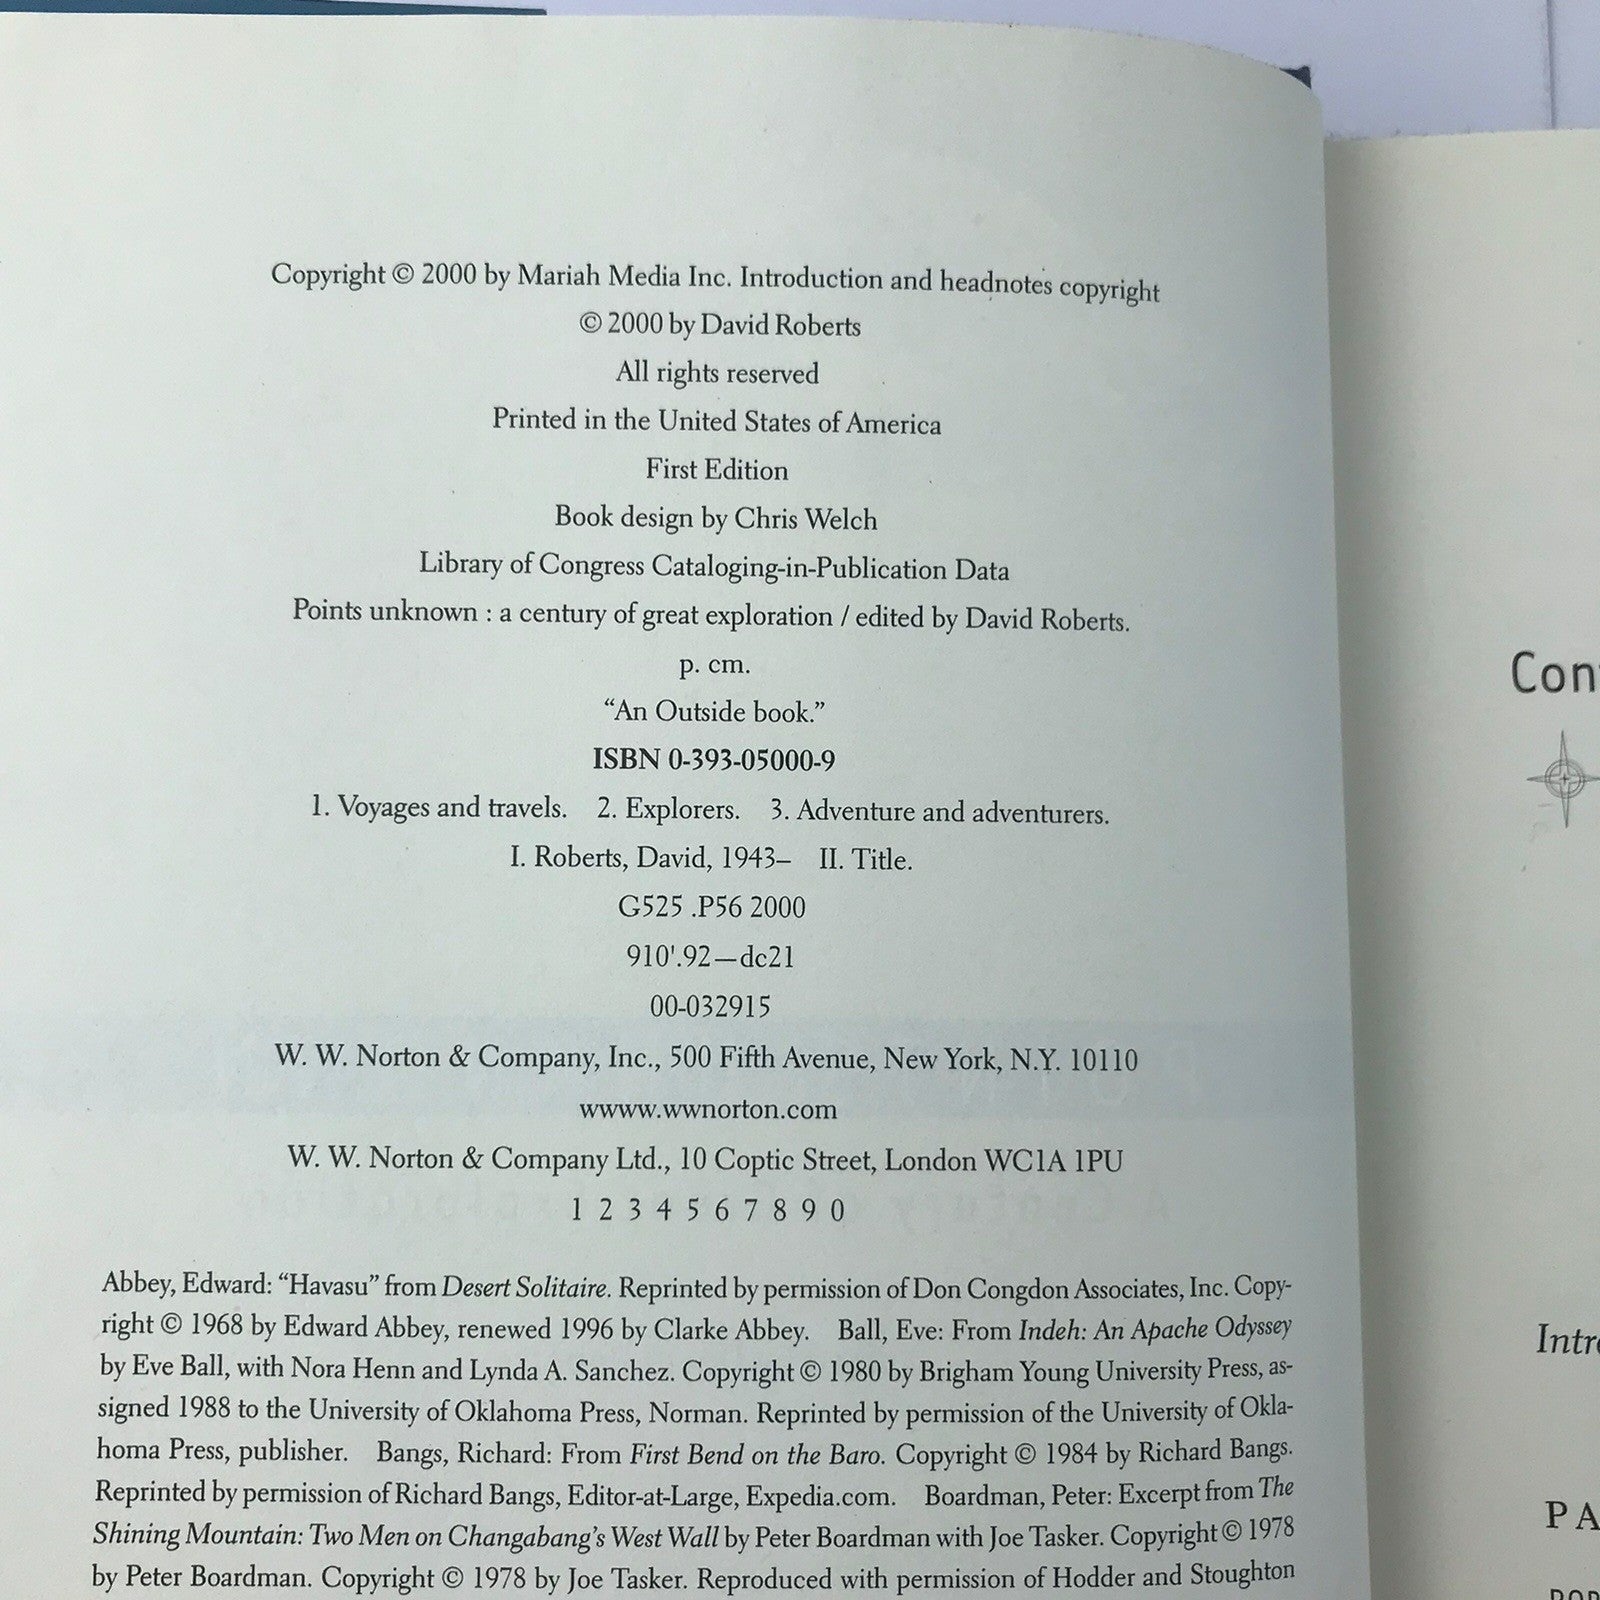 Copyright © 2000 by Mariah Media Inc. Introduction and headnotes copyright
© 2000 by David Roberts
All rights reserved
Printed in the United States of America
First Edition
Book design by Chris Welch
Library of Congress Cataloging-in-Publication Data
Points unknown : a century of great exploration / edited by David Roberts.
p. cm.
“An Outside book.”
ISBN 0-393-05000-9
1. Voyages and travels. 2. Explorers. 3. Adventure and adventurers.
I. Roberts, David, 1943– II. Title.
G525 .P56 2000
910'.92—dc21
00-032915
W. W. Norton & Company, Inc., 500 Fifth Avenue, New York, N.Y. 10110
wwww.wwnorton.com
W. W. Norton & Company Ltd., 10 Coptic Street, London WC1A 1PU
1 2 3 4 5 6 7 8 9 0
Abbey, Edward: “Havasu” from Desert Solitaire. Reprinted by permission of Don Congdon Associates, Inc. Copy-
right © 1968 by Edward Abbey, renewed 1996 by Clarke Abbey. Ball, Eve: From Indeh: An Apache Odyssey
by Eve Ball, with Nora Henn and Lynda A. Sanchez. Copyright © 1980 by Brigham Young University Press, as-
signed 1988 to the University of Oklahoma Press, Norman. Reprinted by permission of the University of Okla-
homa Press, publisher. Bangs, Richard: From First Bend on the Baro. Copyright © 1984 by Richard Bangs.
Reprinted by permission of Richard Bangs, Editor-at-Large, Expedia.com. Boardman, Peter: Excerpt from The
Shining Mountain: Two Men on Changabang’s West Wall by Peter Boardman with Joe Tasker. Copyright © 1978
by Peter Boardman. Copyright © 1978 by Joe Tasker. Reproduced with permission of Hodder and Stoughton
Con
Intr
PA